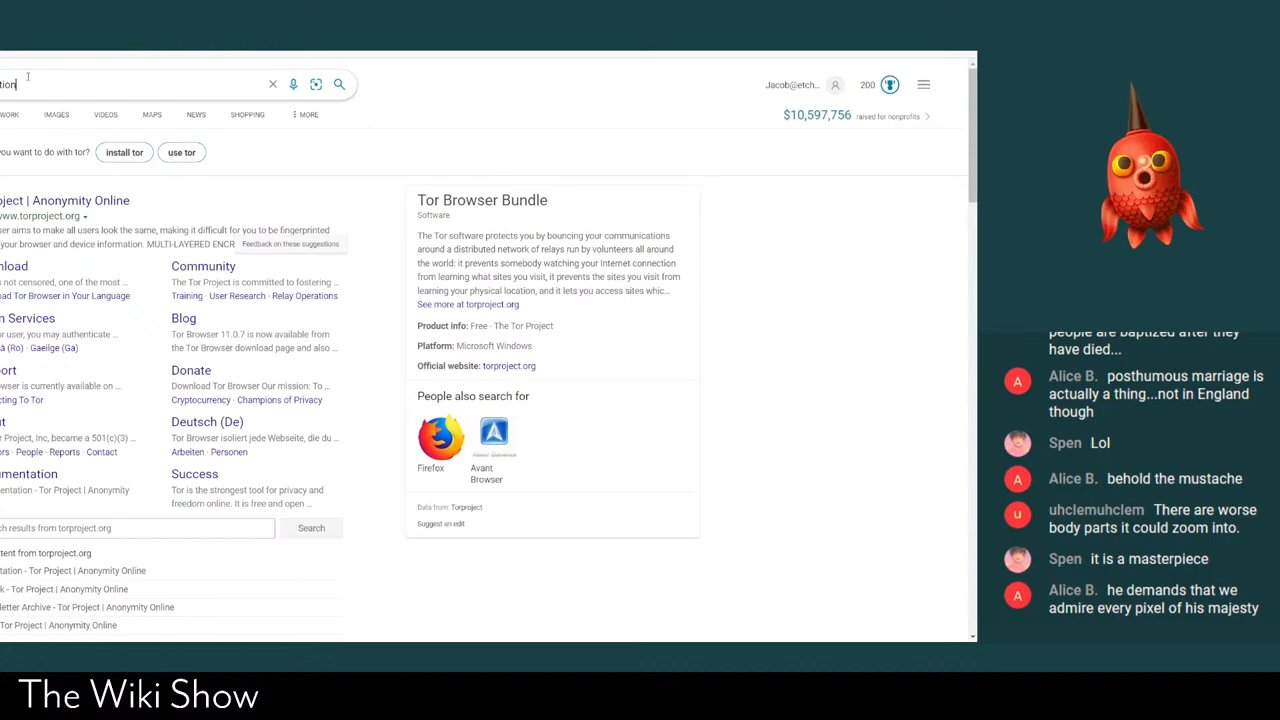 tion
Jacob@etch...
200
WORK
IMAGES
VIDEOS
MAPS
NEWS
SHOPPING
MORE
$10,597,756 raised for nonprofits
you want to do with tor?
install tor
use tor
oject | Anonymity Online
www.torproject.org
ser aims to make all users look the same, making it difficult for you to be fingerprinted
your browser and device information. MULTI-LAYERED ENCR
Feedback on these suggestions
nload
s not censored, one of the most ...
oad Tor Browser in Your Language
Community
The Tor Project is committed to fostering ...
Training · User Research · Relay Operations
n Services
or user, you may authenticate ...
ă (Ro) · Gaeilge (Ga)
Blog
Tor Browser 11.0.7 is now available from
the Tor Browser download page and also ...
ort
owser is currently available on ...
cting To Tor
Donate
Download Tor Browser Our mission: To ...
Cryptocurrency · Champions of Privacy
ut
r Project, Inc, became a 501(c)(3) ...
ors · People · Reports · Contact
Deutsch (De)
Tor Browser isoliert jede Webseite, die du ...
Arbeiten · Personen
umentation
entation - Tor Project | Anonymity
Success
Tor is the strongest tool for privacy and
freedom online. It is free and open ...
ch results from torproject.org
Search
tent from torproject.org
tation - Tor Project | Anonymity Online
k - Tor Project | Anonymity Online
letter Archive - Tor Project | Anonymity Online
Tor Project | Anonymity Online
Tor Browser Bundle
Software
The Tor software protects you by bouncing your communications
around a distributed network of relays run by volunteers all around
the world: it prevents somebody watching your Internet connection
from learning what sites you visit, it prevents the sites you visit from
learning your physical location, and it lets you access sites whic...
See more at torproject.org
Product info: Free · The Tor Project
Platform: Microsoft Windows
Official website: torproject.org
People also search for
Firefox
Avant
Browser
Data from: Torproject
Suggest an edit
people are baptized after they
have died...
A
Alice B. posthumous marriage is
actually a thing...not in England
though
Spen Lol
A
Alice B. behold the mustache
u
uhclemuhclem There are worse
body parts it could zoom into.
Spen it is a masterpiece
A
Alice B. he demands that we
admire every pixel of his majesty
The Wiki Show